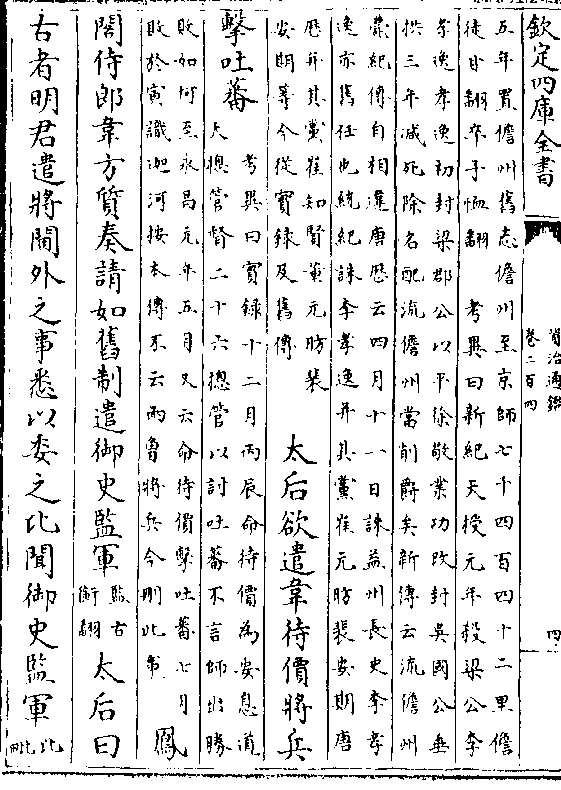 欽定四庫全書
資治通鑑
卷二百四
四
五年置儋州舊志儋州至京師七千四百四十二里儋
徒甘翻卒子恤翻 考異曰新紀天授元年殺梁公李
孝逸孝逸初封梁郡公以平徐敬業功改封吳國公垂
拱三年減死除名配流儋州當削爵矣新傳云流儋州
薨紀傳自相違唐歴云四月十一日誅益州長史李孝
逸亦舊任也統紀誅李孝逸并其黨崔元昉裴安期唐
歴并其黨崔知賢董元昉裴
安期等今從實録及舊傳
太后欲遣韋待價將兵
擊吐蕃
考異曰實録十二月丙辰命待價為安息道
大總管督二十六總管以討吐蕃不言師出勝
敗如何至永昌元年五月又云命待價擊吐蕃七月
敗於寅識迦河按本傳不云兩魯將兵今刪此事
鳳
閣侍郎韋方質奏請如舊制遣御史監軍
監古
銜翻
太后曰
古者明君遣將閫外之事悉以委之比聞御史監軍
比
毗